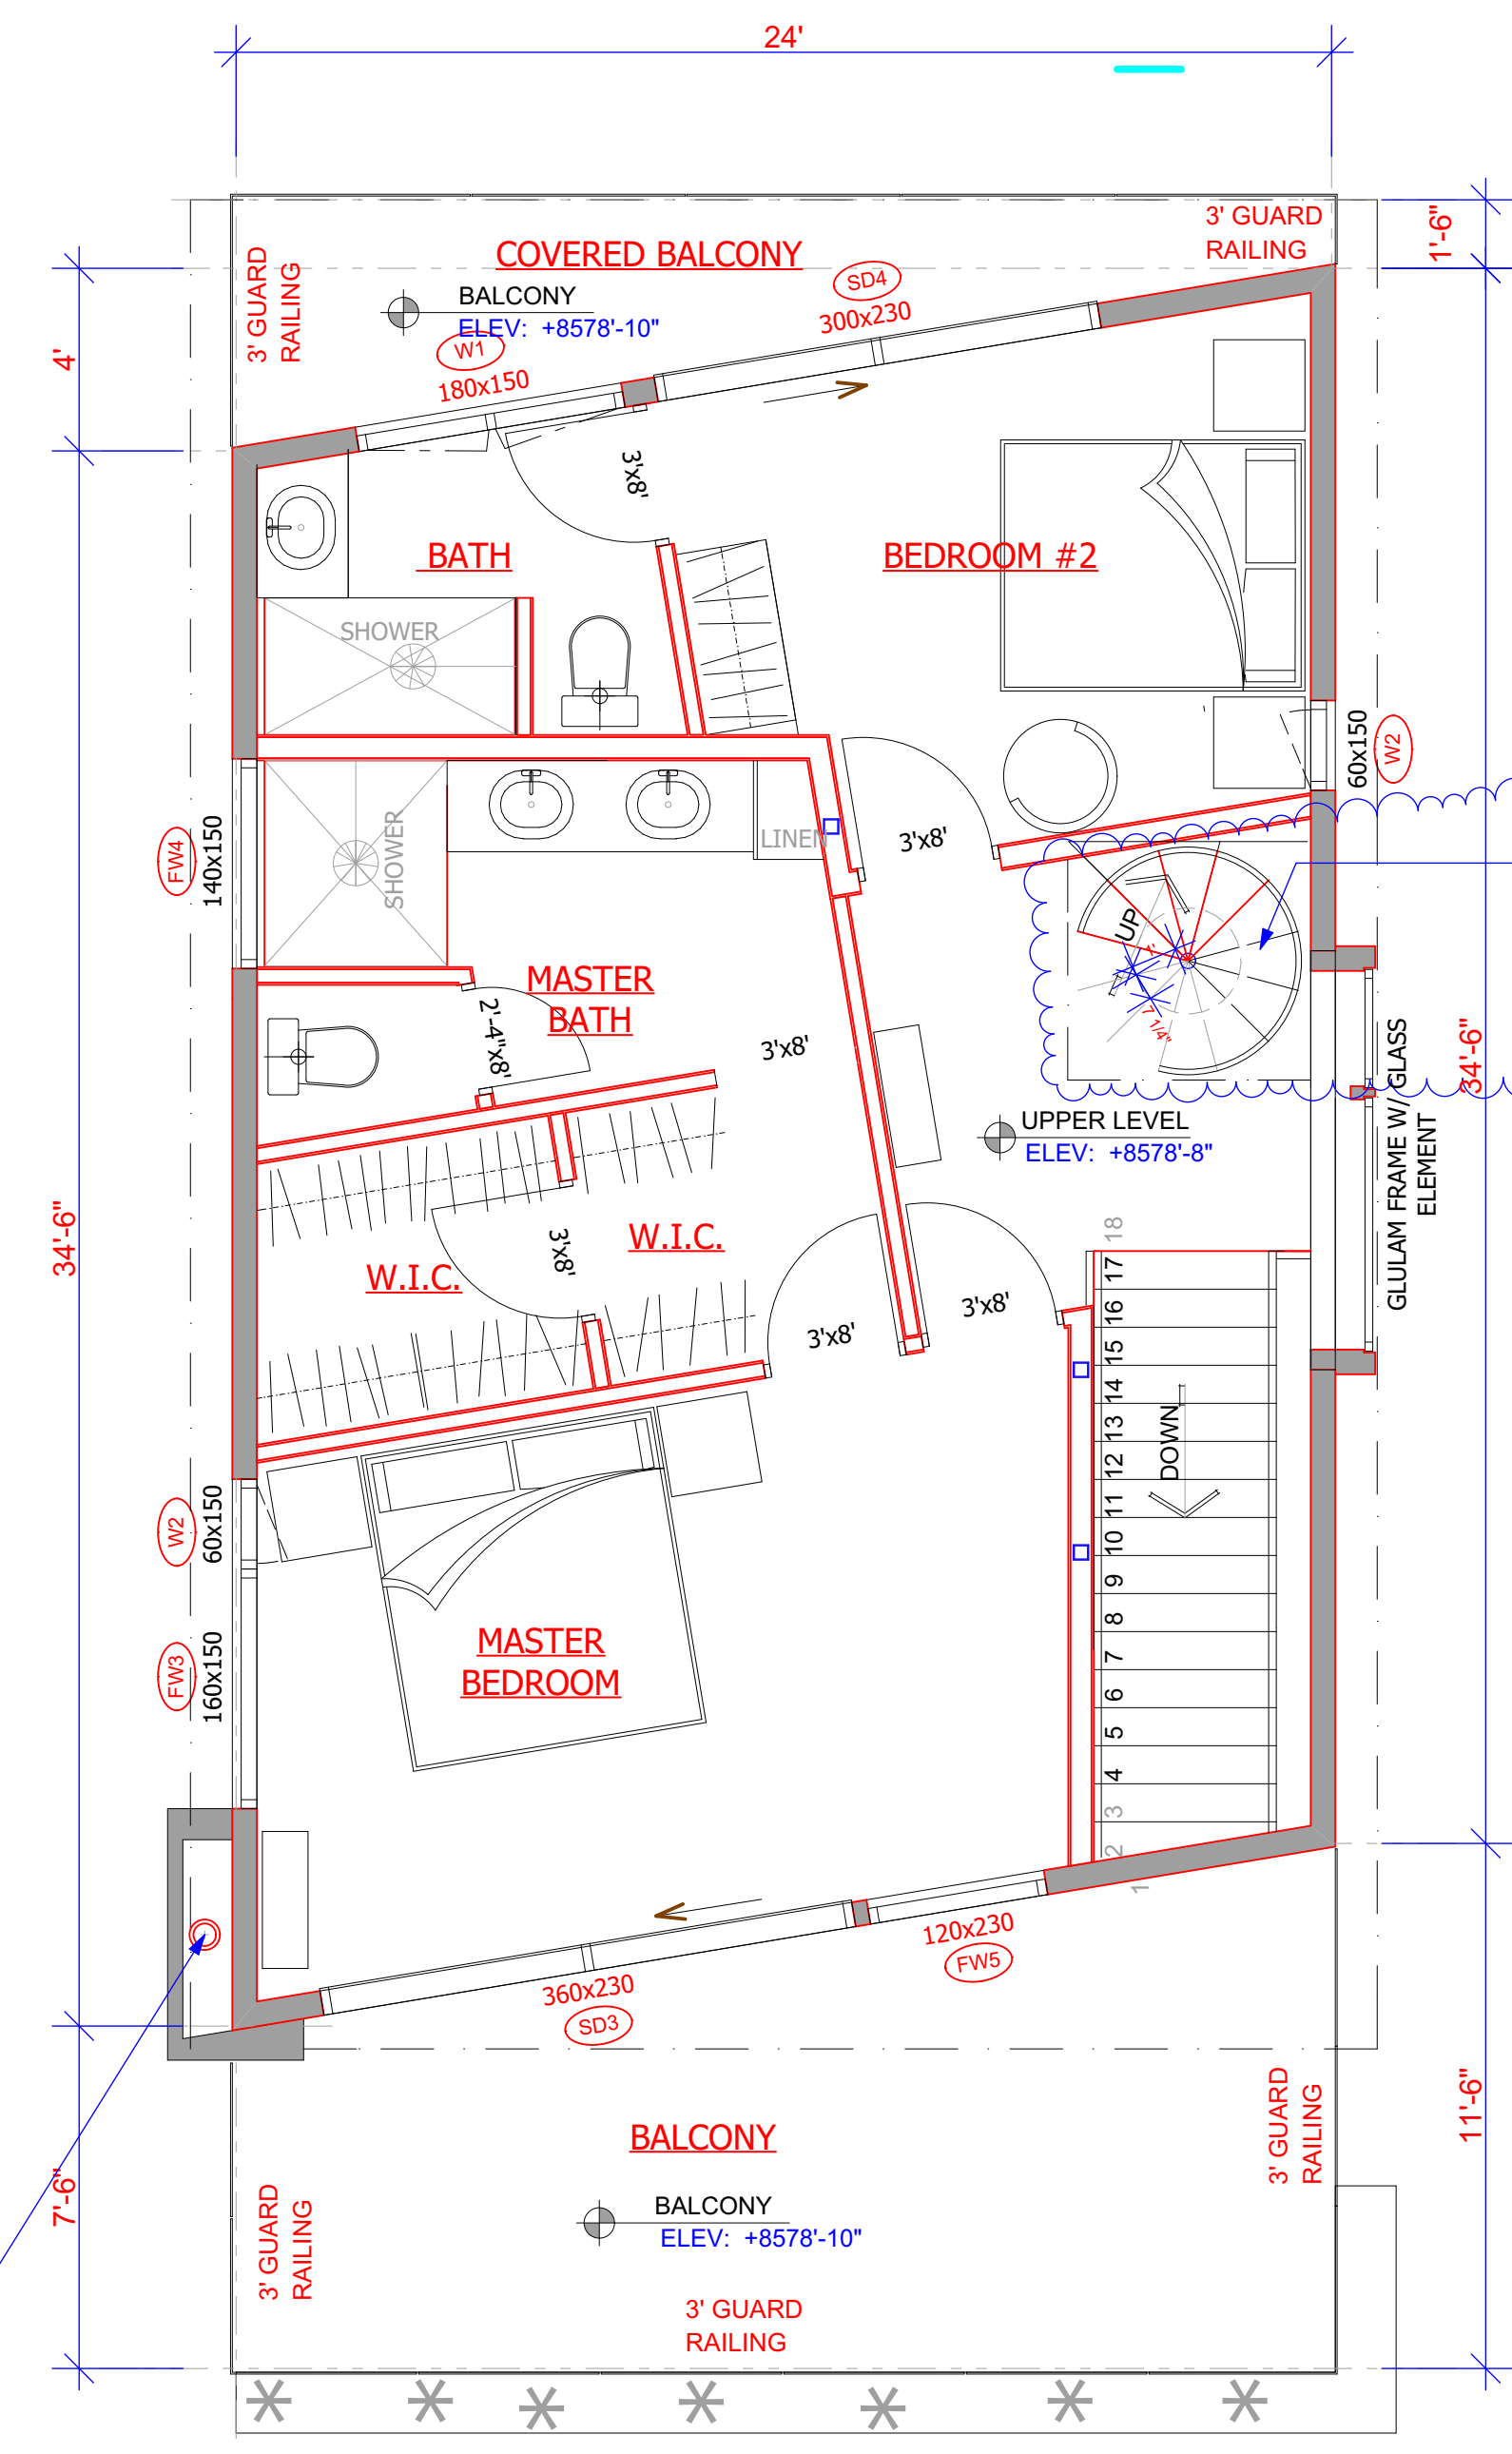 24'
3' GUARD
RAILING
1'-6"
COVERED BALCONY
3' GUARD
RAILING
BALCONY
ELEV: +8578'-10"
SD4
300x230
W1
180x150
4'
3'x8'
BATH
BEDROOM #2
SHOWER
60x150
W2
FW4
140x150
SHOWER
LINEN
3'x8'
UP
1'
7 1/4"
MASTER
BATH
2'-4"x8'
3'x8'
34'-6"
GLULAM FRAME W/ GLASS
ELEMENT
UPPER LEVEL
ELEV: +8578'-8"
34'-6"
W.I.C.
W.I.C.
3'x8'
3'x8'
3'x8'
18
17
16
15
14
13
12
11
10
9
8
7
6
5
4
3
2
1
DOWN
W2
60x150
FW3
160x150
MASTER
BEDROOM
120x230
FW5
360x230
SD3
BALCONY
3' GUARD
RAILING
11'-6"
7'-6"
3' GUARD
RAILING
BALCONY
ELEV: +8578'-10"
3' GUARD
RAILING